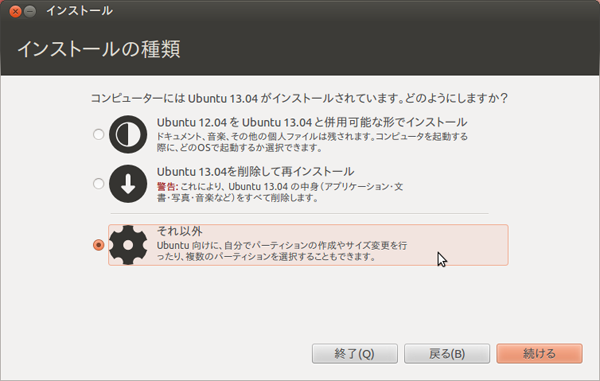 インストール
インストールの種類
コンピューターには Ubuntu 13.04 がインストールされています。どのようにしますか？
Ubuntu 12.04 を Ubuntu 13.04 と併用可能な形でインストール
ドキュメント、音楽、その他の個人ファイルは残されます。コンピュータを起動する
際に、どのOSで起動するか選択できます。
Ubuntu 13.04を削除して再インストール
警告: これにより、Ubuntu 13.04 の中身（アプリケーション・文
書・写真・音楽など）をすべて削除します。
それ以外
Ubuntu 向けに、自分でパーティションの作成やサイズ変更を行
ったり、複数のパーティションを選択することもできます。
終了(Q)
戻る(B)
続ける